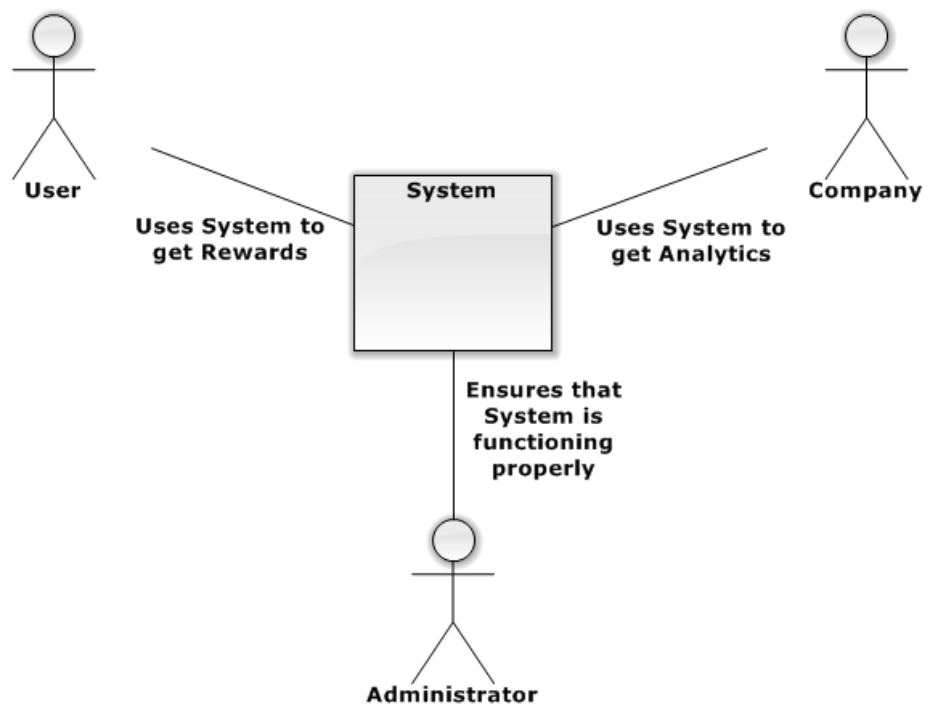 User
System
Company
Uses System to
get Rewards
Uses System to
get Analytics
Ensures that
System is
functioning
properly
Administrator